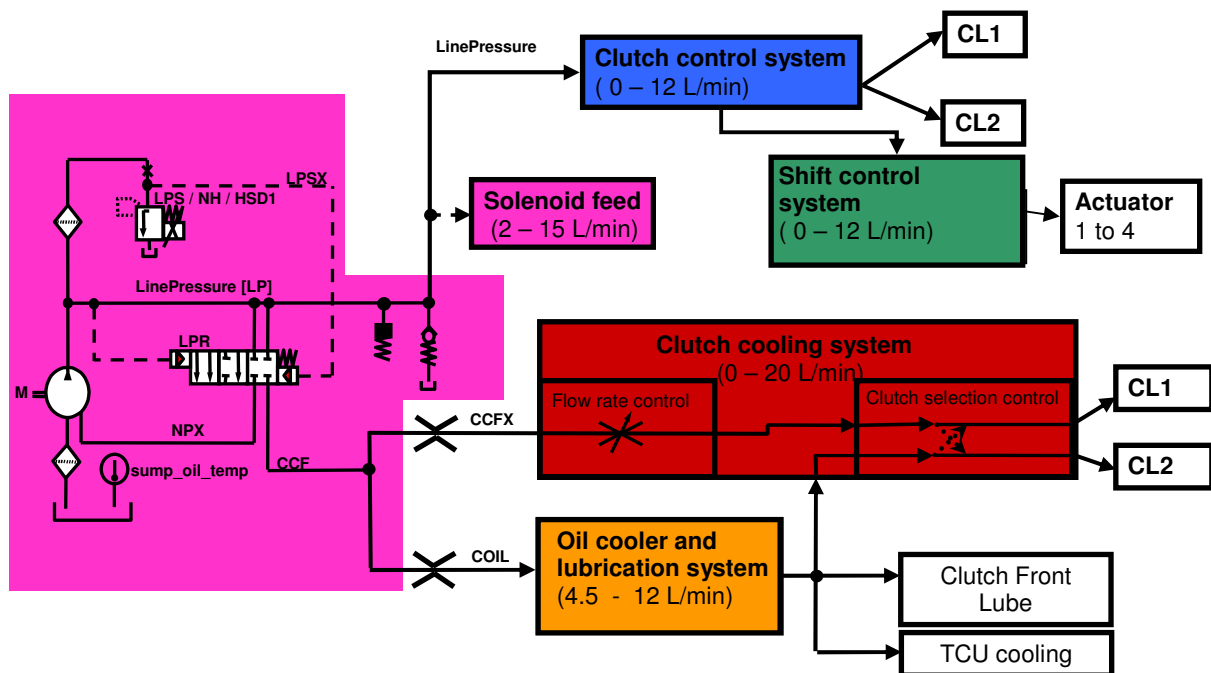 LinePressure
Clutch control system
( 0 – 12 L/min)
CL1
CL2
LPSX
LPS / NH / HSD1
Solenoid feed
(2 – 15 L/min)
Shift control
system
( 0 – 12 L/min)
Actuator
1 to 4
LinePressure [LP]
LPR
M
NPX
CCF
sump_oil_temp
CCFX
Clutch cooling system
(0 – 20 L/min)
Flow rate control
Clutch selection control
CL1
CL2
COIL
Oil cooler and
lubrication system
(4.5 - 12 L/min)
Clutch Front
Lube
TCU cooling